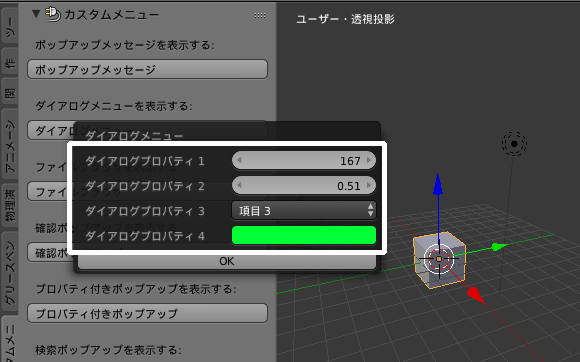 カスタムメニュー
ユーザー・透視投影
ポップアップメッセージを表示する:
ポップアップメッセージ
ダイアログメニューを表示する:
ダイアログ
ダイアログメニュー
ダイアログプロパティ 1
167
ダイアログプロパティ 2
0.51
ダイアログプロパティ 3
項目 3
ダイアログプロパティ 4
OK
確認ポ
確認ポ
プロパティ付きポップアップを表示する:
プロパティ付きポップアップ
検索ポップアップを表示する:
ツー
作
関
アニメーシ
物理演
グリースペン
タムメニ